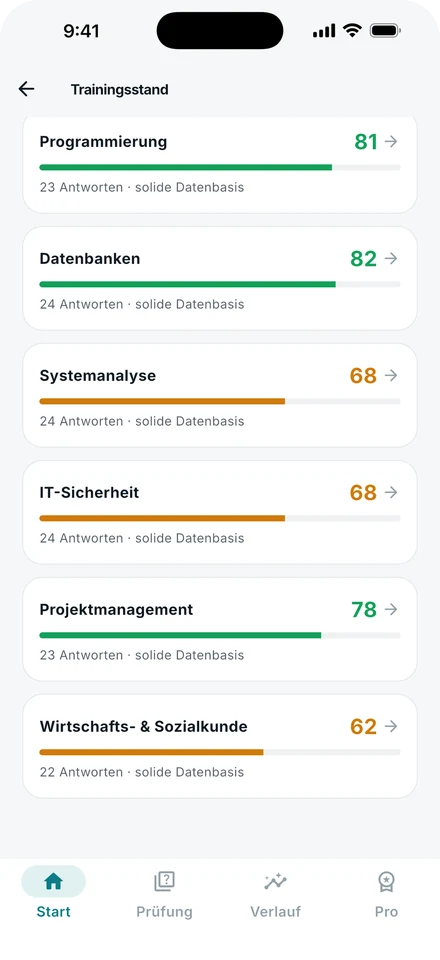 9:41
Trainingsstand
Programmierung 81
23 Antworten · solide Datenbasis
Datenbanken 82
24 Antworten · solide Datenbasis
Systemanalyse 68
24 Antworten · solide Datenbasis
IT-Sicherheit 68
24 Antworten · solide Datenbasis
Projektmanagement 78
23 Antworten · solide Datenbasis
Wirtschafts- & Sozialkunde 62
22 Antworten · solide Datenbasis
Start Prüfung Verlauf Pro